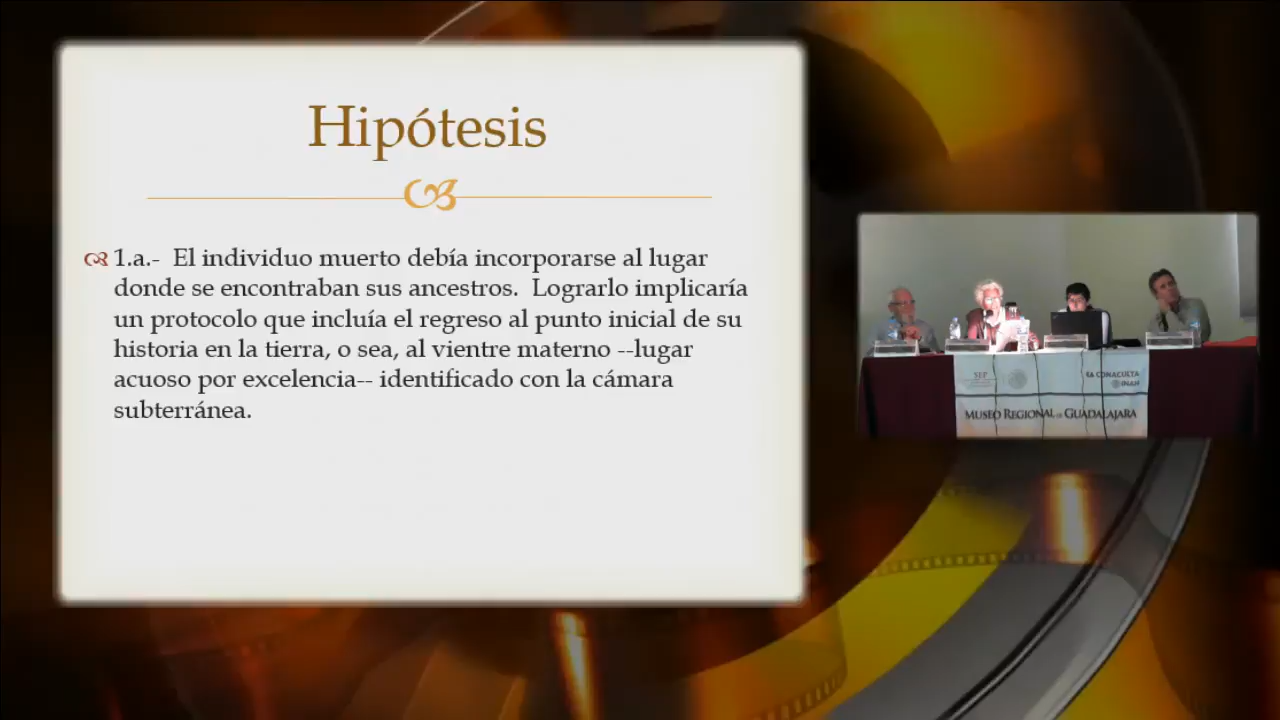 Hipótesis
1.a.- El individuo muerto debía incorporarse al lugar
donde se encontraban sus ancestros. Lograrlo implicaría
un protocolo que incluía el regreso al punto inicial de su
historia en la tierra, o sea, al vientre materno --lugar
acuoso por excelencia-- identificado con la cámara
subterránea.
SEP
CONACULTA
INAH
MUSEO REGIONAL DE GUADALAJARA